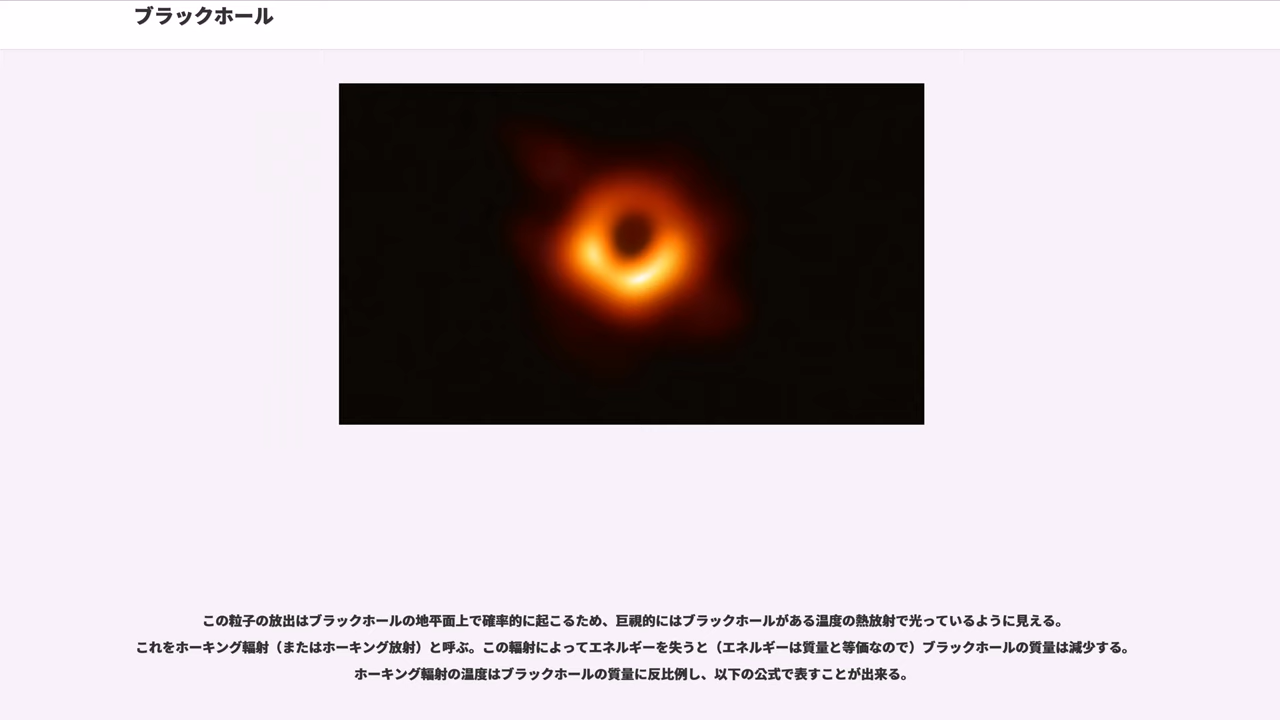 ブラックホール
この粒子の放出はブラックホールの地平面上で確率的に起こるため、巨視的にはブラックホールがある温度の熱放射で光っているように見える。
これをホーキング輻射（またはホーキング放射）と呼ぶ。この輻射によってエネルギーを失うと（エネルギーは質量と等価なので）ブラックホールの質量は減少する。
ホーキング輻射の温度はブラックホールの質量に反比例し、以下の公式で表すことが出来る。